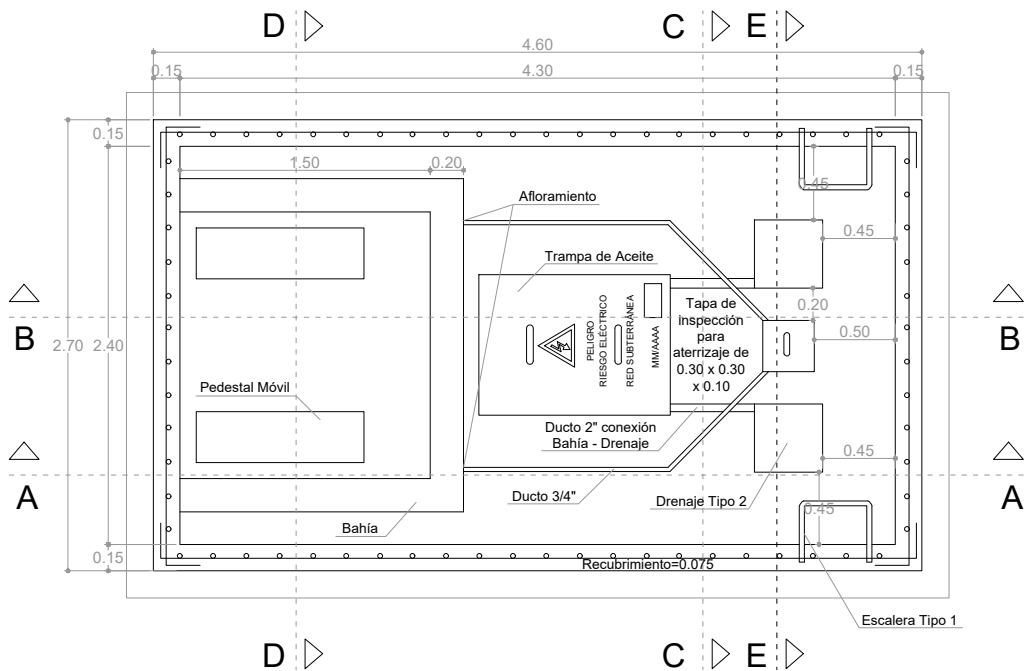 D
C
E
4.60
0.15
4.30
0.15
0.15
1.50
0.20
0.45
Afloramiento
0.45
Trampa de Aceite
B
2.70
2.40
PELIGRO
RIESGO ELÉCTRICO
RED SUBTERRÁNEA
MM/AAAA
Tapa de
inspección
para
aterrizaje de
0.30 x 0.30
x 0.10
0.20
0.50
B
Pedestal Móvil
Ducto 2" conexión
Bahía - Drenaje
0.45
A
Ducto 3/4"
Drenaje Tipo 2
0.45
A
Bahía
0.15
Recubrimiento=0.075
Escalera Tipo 1
D
C
E